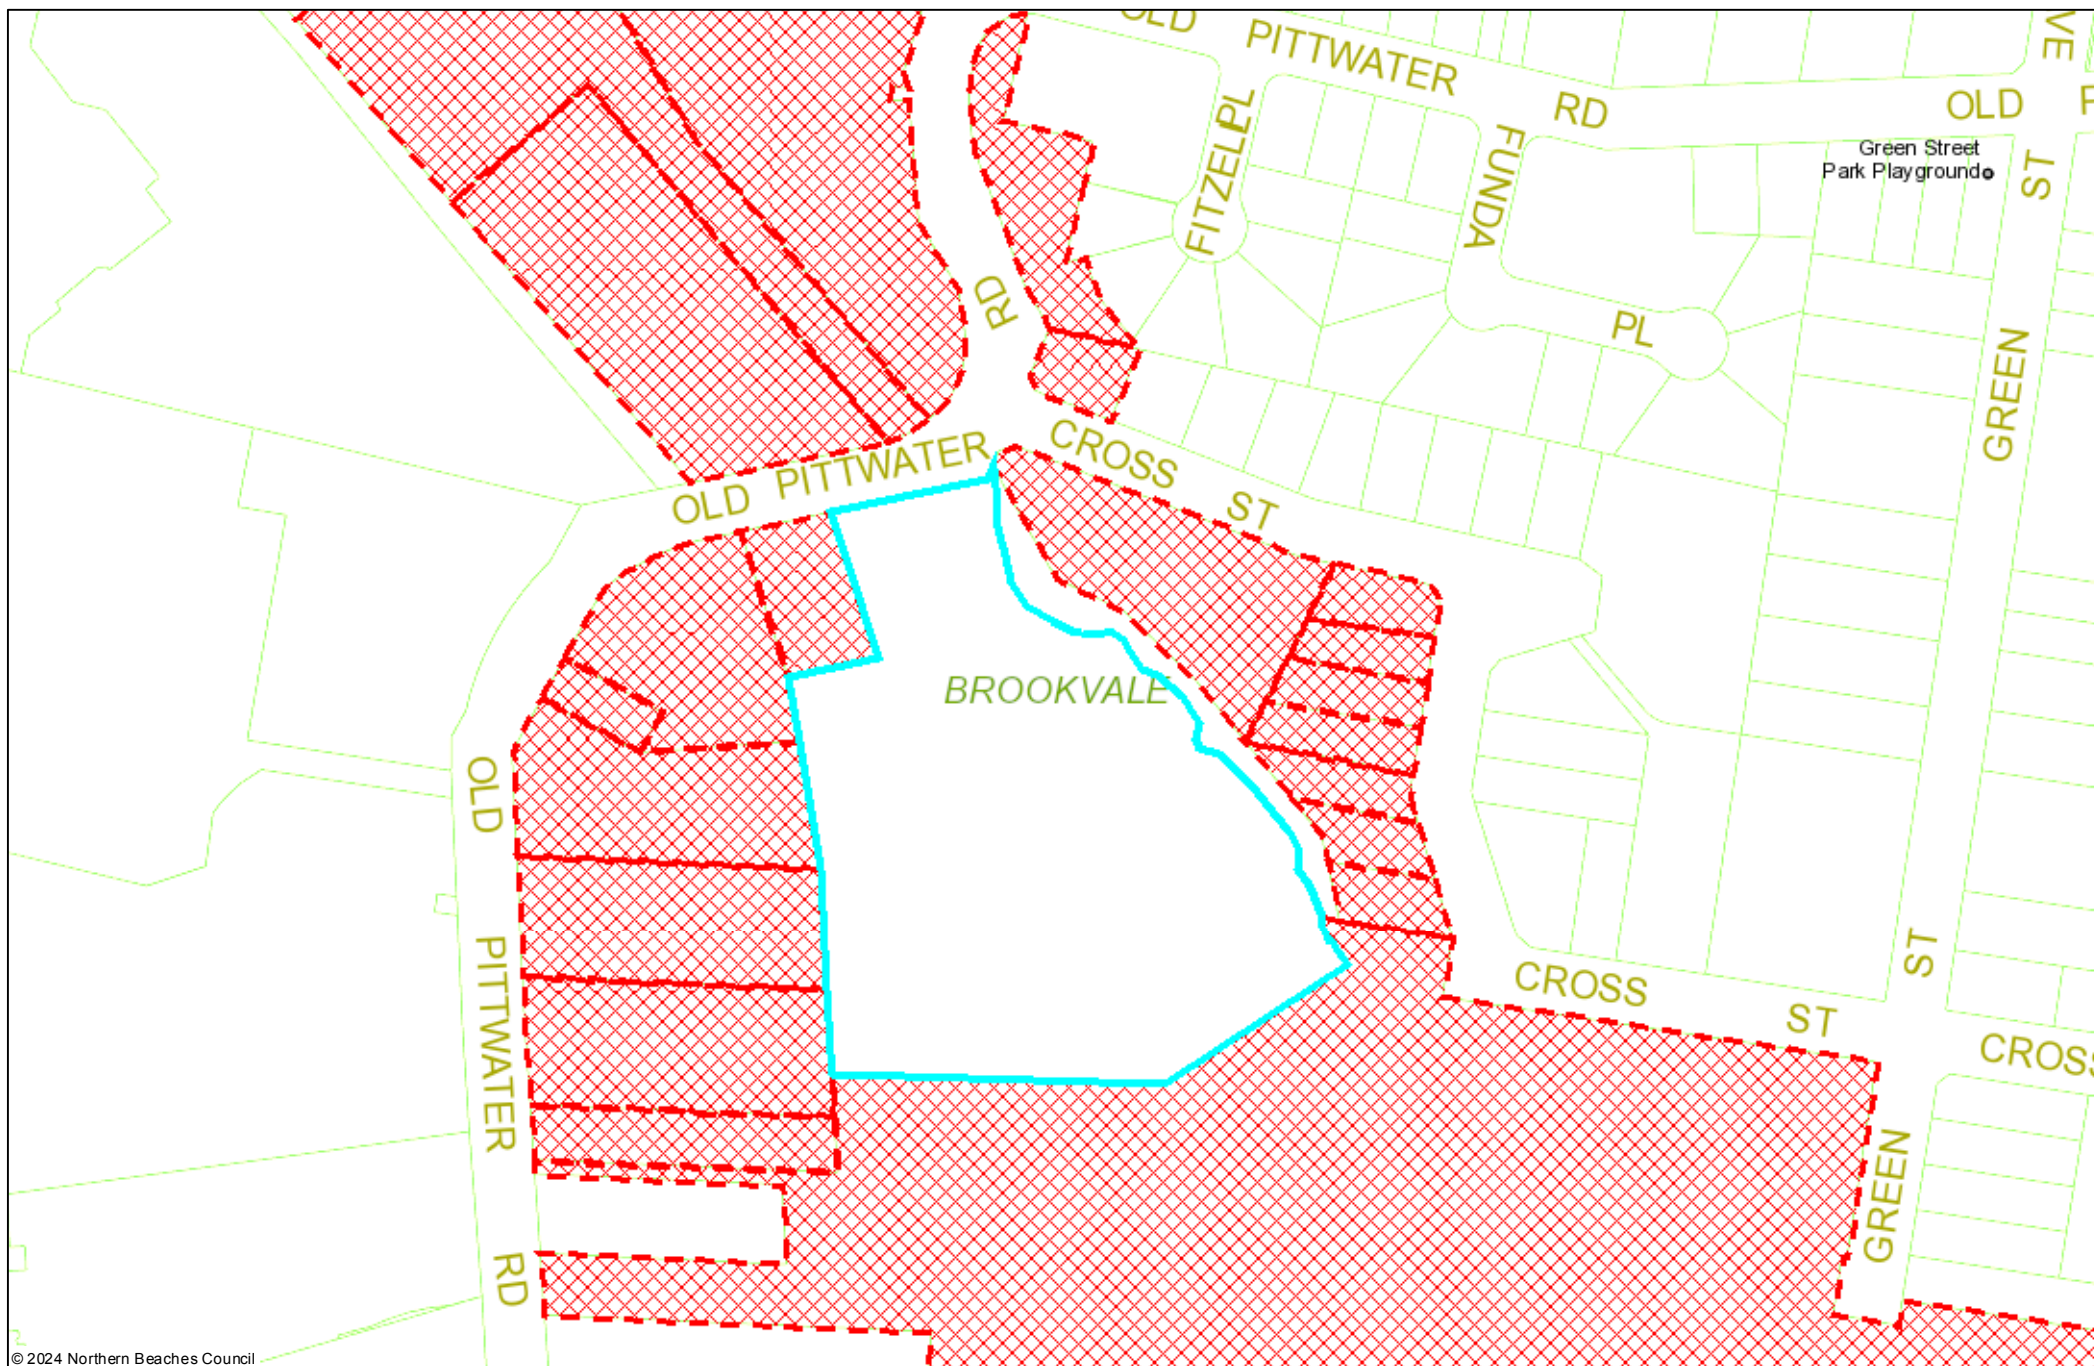 OLD PITTWATER RD
OLD
VE
FITZELL PL
FUNDA
PL
Green Street
Park Playground
ST
GREEN
RD
OLD PITTWATER
CROSS ST
BROOKVALE
OLD
PITTWATER
RD
CROSS ST
ST
CROSS
GREEN
© 2024 Northern Beaches Council